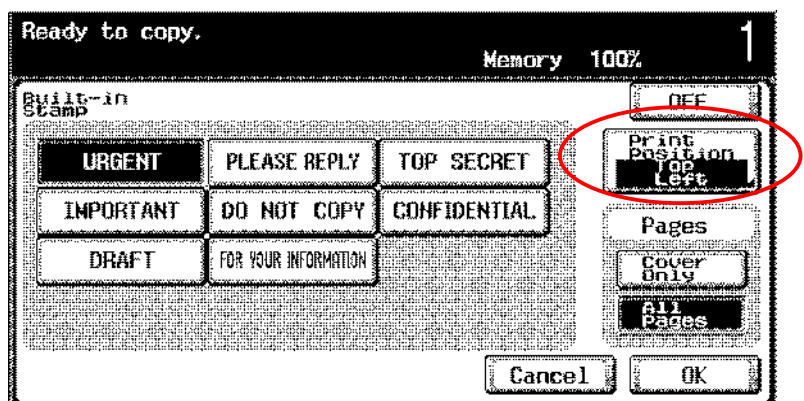 Ready to copy.
Memory 100% 1
Built-in
Stamp
OFF
URGENT PLEASE REPLY TOP SECRET
Print
Position
Top
Left
IMPORTANT DO NOT COPY CONFIDENTIAL
Pages
DRAFT FOR YOUR INFORMATION
Cover
Only
All
Pages
Cancel OK